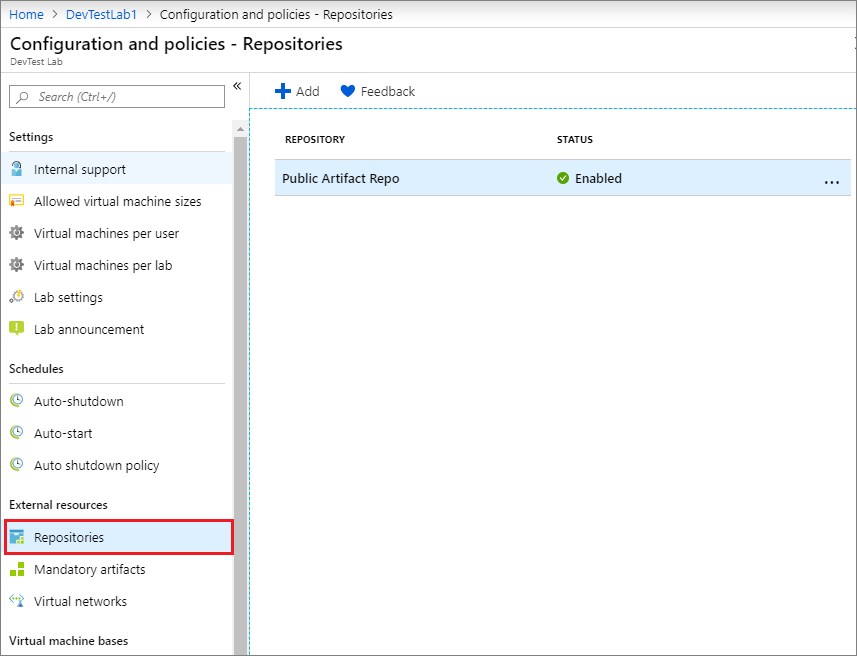 Home > DevTestLab1 > Configuration and policies - Repositories
Configuration and policies - Repositories
DevTest Lab
Search (Ctrl+/)
Settings
Internal support
Allowed virtual machine sizes
Virtual machines per user
Virtual machines per lab
Lab settings
Lab announcement
Schedules
Auto-shutdown
Auto-start
Auto shutdown policy
External resources
Repositories
Mandatory artifacts
Virtual networks
Virtual machine bases
Add Feedback
REPOSITORY STATUS
Public Artifact Repo Enabled ...